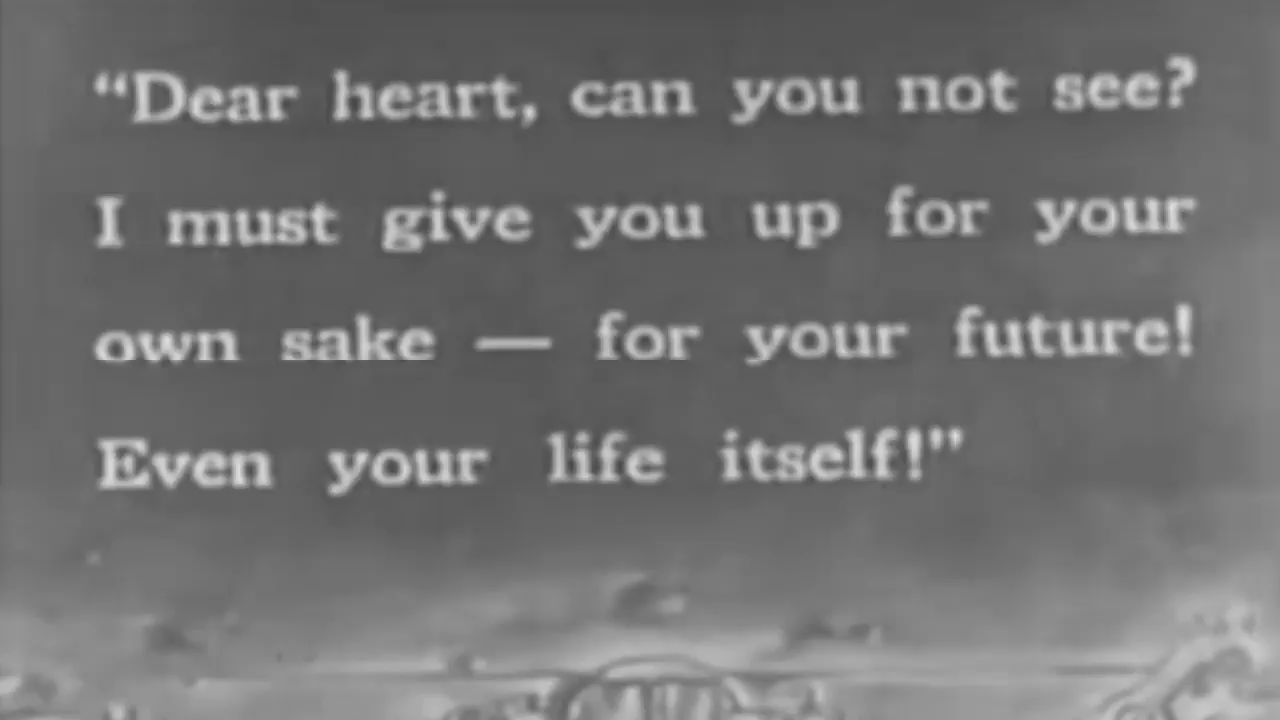 “Dear heart, can you not see?
I must give you up for your
own sake — for your future!
Even your life itself!”